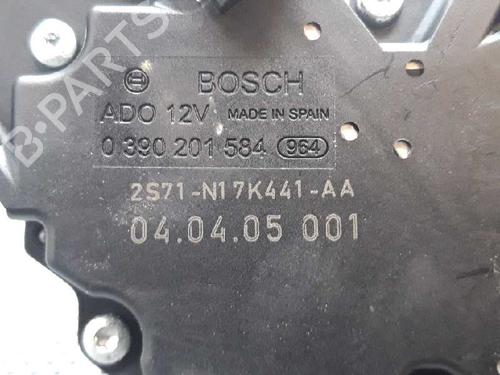 BOSCH
ADO 12V MADE IN SPAIN
0 390 201 584 964
2S71-N17K441-AA
04.04.05 001
B-PARTS